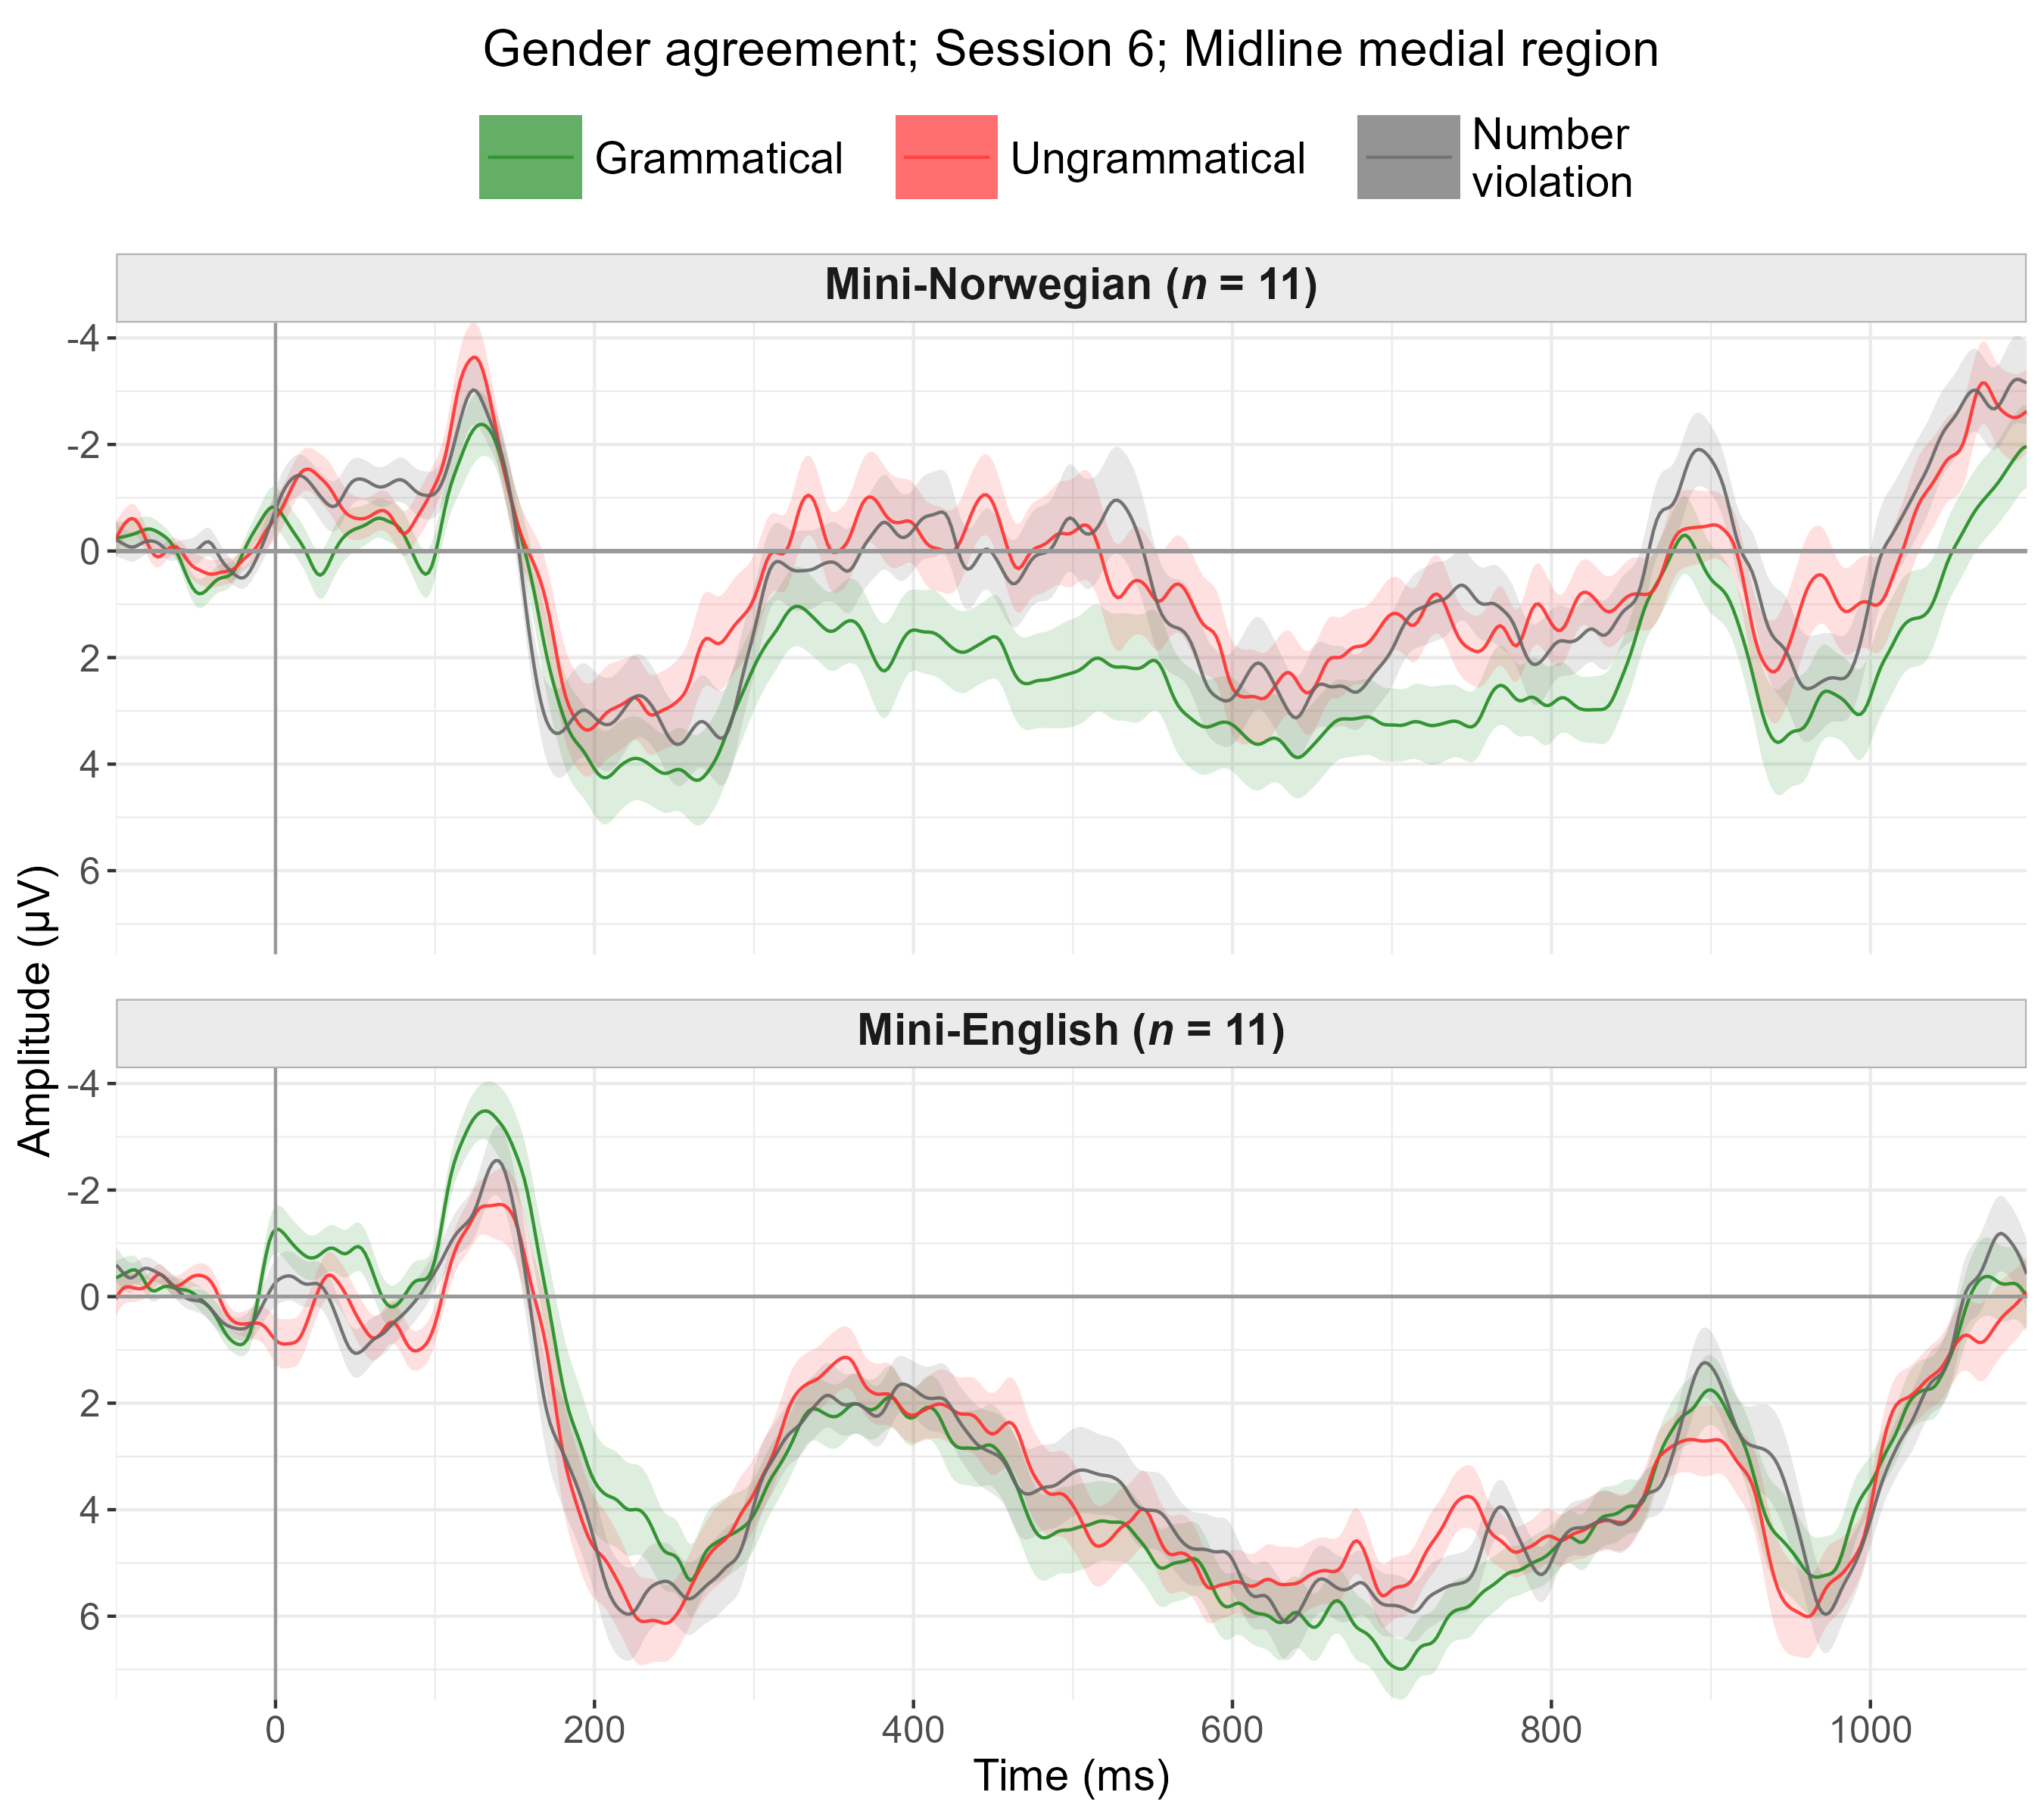 Gender agreement; Session 6; Midline medial region
Grammatical
Ungrammatical
Number
violation
Mini-Norwegian (n = 11)
-4
-2
0
2
4
6
Amplitude (µV)
Mini-English (n = 11)
-4
-2
0
2
4
6
0 200 400 600 800 1000
Time (ms)